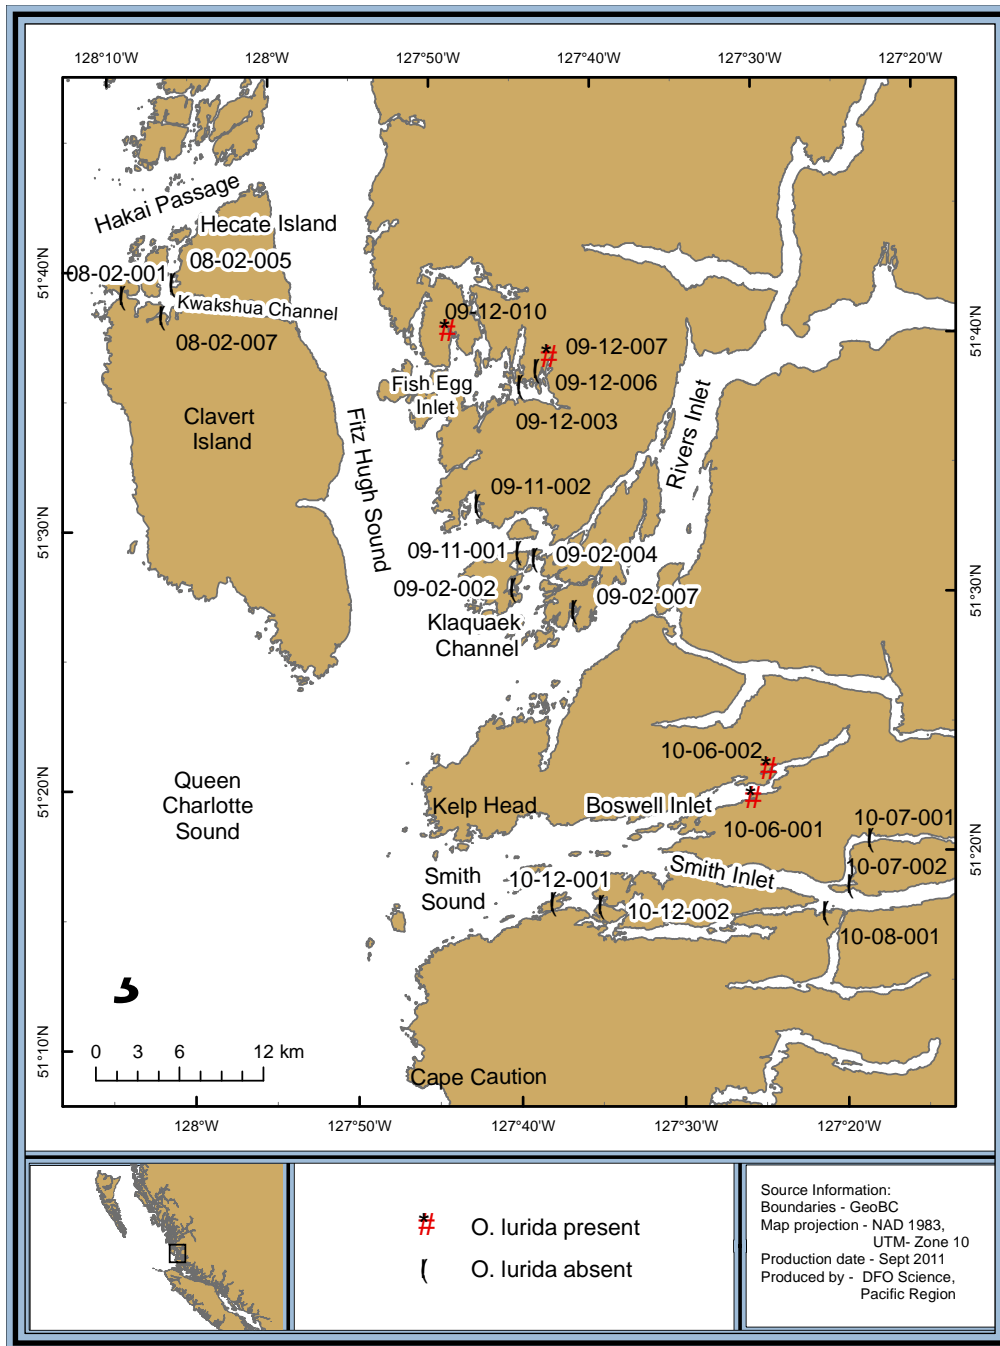 128°10'W
128°W
127°50'W
127°40'W
127°30'W
127°20'W
Hakai Passage
Hecate Island
51°40'N
08-02-001
08-02-005
Kwakshua Channel
08-02-007
09-12-010
51°40'N
09-12-007
09-12-006
Fish Egg
Inlet
09-12-003
Clavert
Island
Fitz Hugh Sound
Rivers Inlet
09-11-002
51°30'N
09-11-001
09-02-004
09-02-002
09-02-007
51°30'N
Klaquaek
Channel
10-06-002
51°20'N
Queen
Charlotte
Sound
Kelp Head
Boswell Inlet
10-06-001
10-07-001
51°20'N
Smith Inlet
10-07-002
Smith
Sound
10-12-001
10-12-002
10-08-001
0 3 6 12 km
51°10'N
Cape Caution
128°W
127°50'W
127°40'W
127°30'W
127°20'W
O. lurida present
O. lurida absent
Source Information:
Boundaries - GeoBC
Map projection - NAD 1983,
UTM- Zone 10
Production date - Sept 2011
Produced by - DFO Science,
Pacific Region